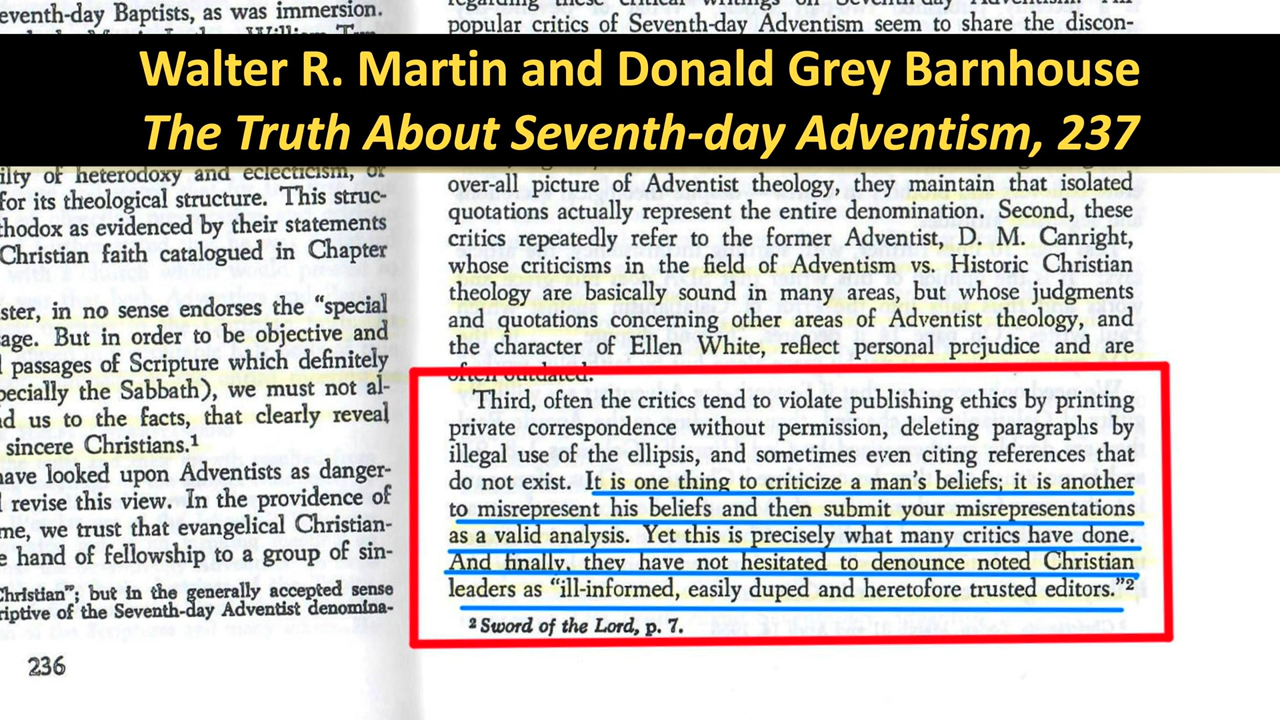 eventh-day Baptists, as was immersion.
popular critics of Seventh-day Adventism seem to share the discon-
Walter R. Martin and Donald Grey Barnhouse
The Truth About Seventh-day Adventism, 237
ilty of heterodoxy and eclecticism, or
for its theological structure. This struc-
thodox as evidenced by their statements
Christian faith catalogued in Chapter
ster, in no sense endorses the “special
sage. But in order to be objective and
l passages of Scripture which definitely
pecially the Sabbath), we must not al-
d us to the facts, that clearly reveal
sincere Christians.1
have looked upon Adventists as danger-
l revise this view. In the providence of
me, we trust that evangelical Christian-
e hand of fellowship to a group of sin-
Christian”; but in the generally accepted sense
riptive of the Seventh-day Adventist denomina-
236
over-all picture of Adventist theology, they maintain that isolated
quotations actually represent the entire denomination. Second, these
critics repeatedly refer to the former Adventist, D. M. Canright,
whose criticisms in the field of Adventism vs. Historic Christian
theology are basically sound in many areas, but whose judgments
and quotations concerning other areas of Adventist theology, and
the character of Ellen White, reflect personal prejudice and are
often outdated.
Third, often the critics tend to violate publishing ethics by printing
private correspondence without permission, deleting paragraphs by
illegal use of the ellipsis, and sometimes even citing references that
do not exist. It is one thing to criticize a man’s beliefs; it is another
to misrepresent his beliefs and then submit your misrepresentations
as a valid analysis. Yet this is precisely what many critics have done.
And finally, they have not hesitated to denounce noted Christian
leaders as “ill-informed, easily duped and heretofore trusted editors.”2
2 Sword of the Lord, p. 7.